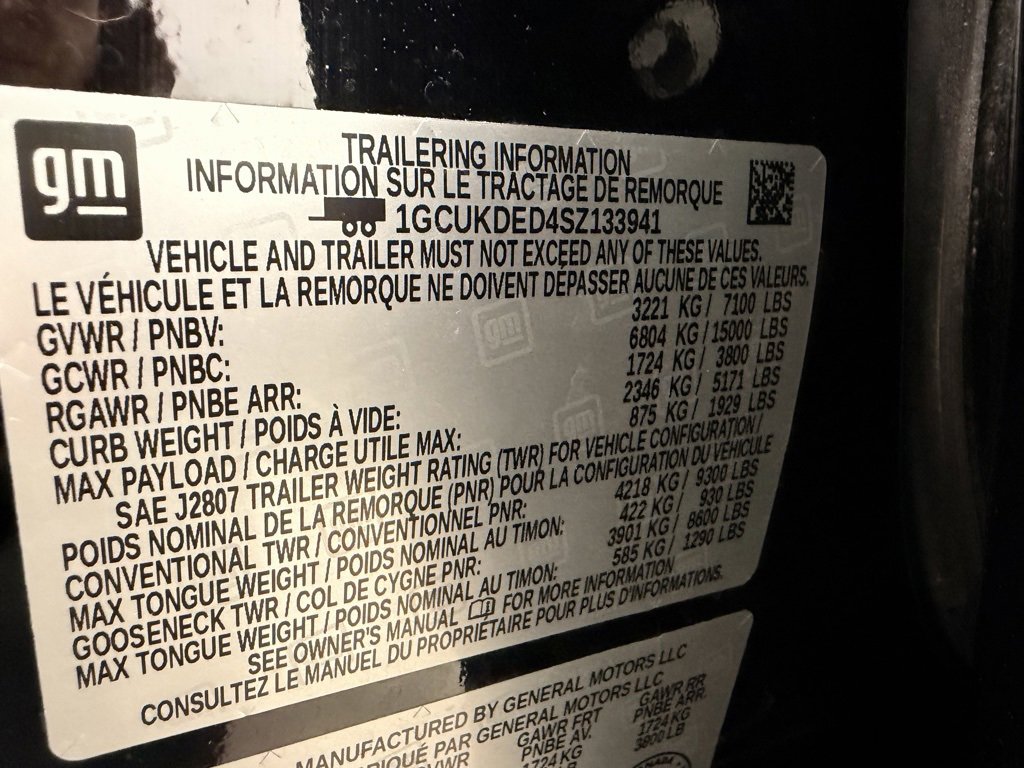 gm
TRAILERING INFORMATION
INFORMATION SUR LE TRACTAGE DE REMORQUE
1GCUKDED4SZ133941
VEHICLE AND TRAILER MUST NOT EXCEED ANY OF THESE VALUES.
LE VÉHICULE ET LA REMORQUE NE DOIVENT DÉPASSER AUCUNE DE CES VALEURS.
GVWR / PNBV: 3221 KG / 7100 LBS
GCWR / PNBC: 6804 KG / 15000 LBS
RGAWR / PNBE ARR: 1724 KG / 3800 LBS
CURB WEIGHT / POIDS À VIDE: 2346 KG / 5171 LBS
MAX PAYLOAD / CHARGE UTILE MAX: 875 KG / 1929 LBS
SAE J2807 TRAILER WEIGHT RATING (TWR) FOR VEHICLE CONFIGURATION /
POIDS NOMINAL DE LA REMORQUE (PNR) POUR LA CONFIGURATION DU VÉHICULE
CONVENTIONAL TWR / CONVENTIONNEL PNR: 4218 KG / 9300 LBS
MAX TONGUE WEIGHT / POIDS NOMINAL AU TIMON: 422 KG / 930 LBS
GOOSENECK TWR / COL DE CYGNE PNR: 3901 KG / 8600 LBS
MAX TONGUE WEIGHT / POIDS NOMINAL AU TIMON: 585 KG / 1290 LBS
SEE OWNER'S MANUAL FOR MORE INFORMATION
CONSULTEZ LE MANUEL DU PROPRIÉTAIRE POUR PLUS D'INFORMATIONS.
MANUFACTURED BY GENERAL MOTORS LLC
PAR GENERAL MOTORS LLC
GAWR FRT GAWR RR
PNBE AV. PNBE ARR.
1724 KG 1724 KG
3800 LB